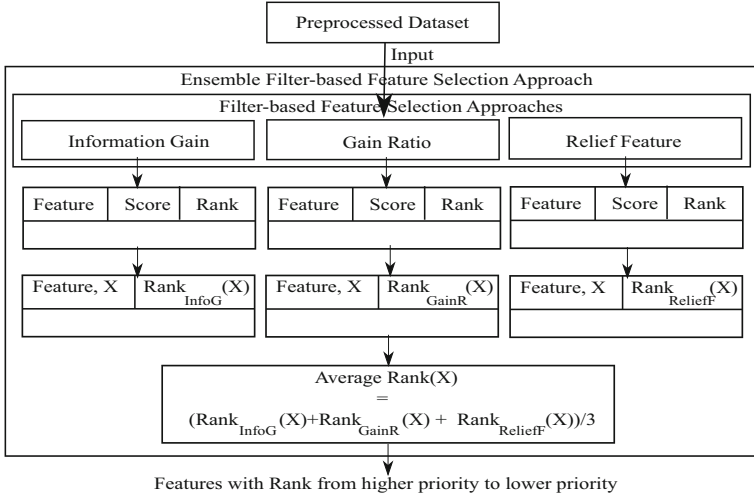 Preprocessed Dataset
Input
Ensemble Filter-based Feature Selection Approach
Filter-based Feature Selection Approaches
Information Gain
Gain Ratio
Relief Feature
Feature Score Rank
Feature Score Rank
Feature Score Rank
Feature, X Rank InfoG (X)
Feature, X Rank GainR (X)
Feature, X Rank ReliefF (X)
Average Rank(X)
=
(Rank InfoG (X)+Rank GainR (X) + Rank ReliefF (X))/3
Features with Rank from higher priority to lower priority